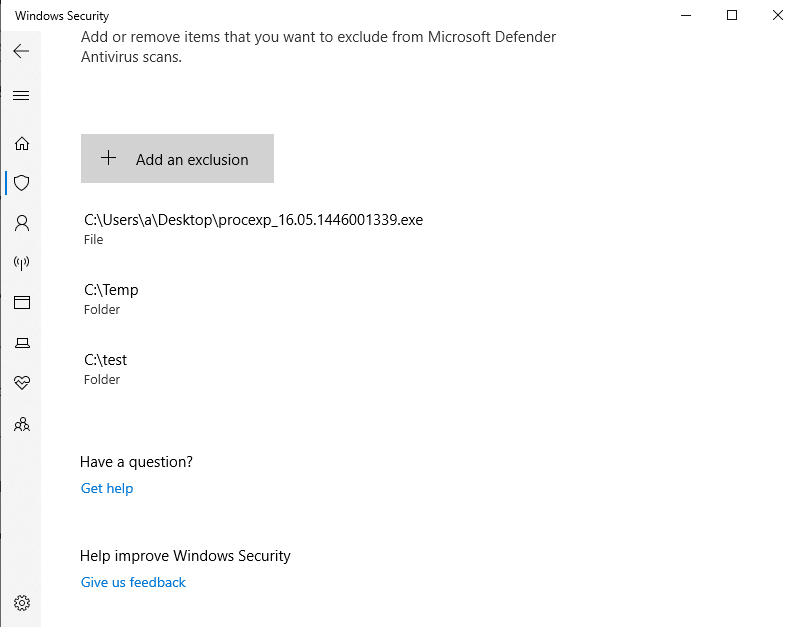 Windows Security
Add or remove items that you want to exclude from Microsoft Defender
Antivirus scans.
Add an exclusion
C:\Users\a\Desktop\procexp_16.05.1446001339.exe
File
C:\Temp
Folder
C:\test
Folder
Have a question?
Get help
Help improve Windows Security
Give us feedback